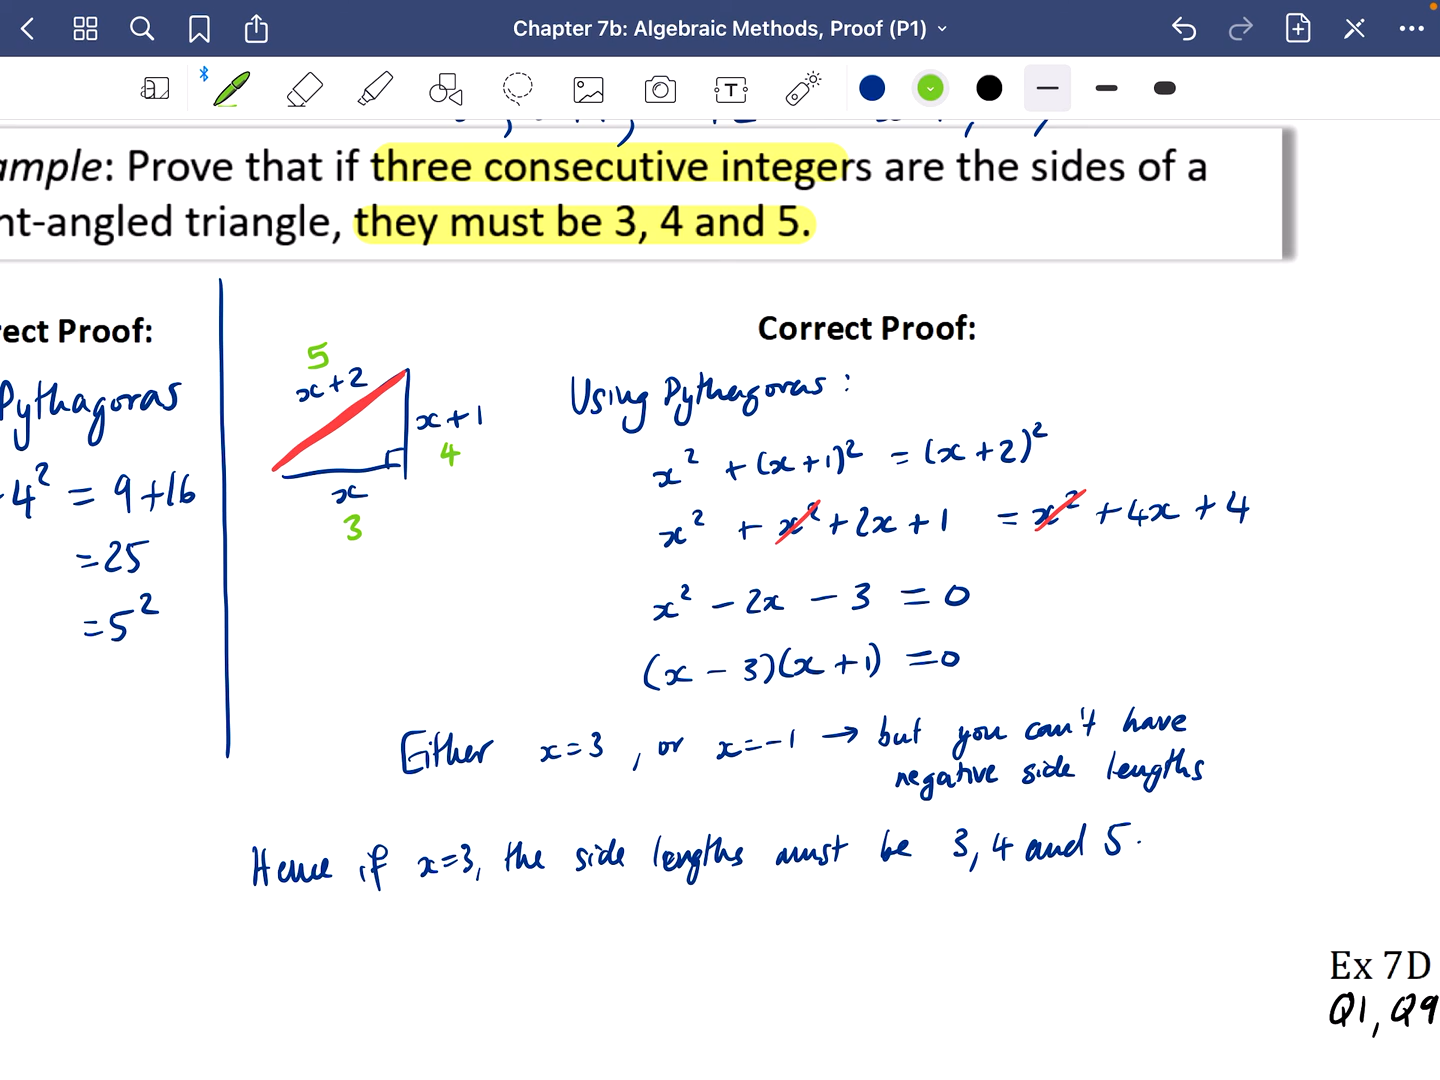 Chapter 7b: Algebraic Methods, Proof (P1)
T
ample: Prove that if three consecutive integers are the sides of a
ht-angled triangle, they must be 3, 4 and 5.
rect Proof:
Pythagoras
4² = 9+16
=25
=5²
5
x+2
x+1
4
x
3
Correct Proof:
Using Pythagoras:
x² + (x+1)² = (x+2)²
x² + x² + 2x + 1 = x² + 4x + 4
x² - 2x - 3 = 0
(x - 3)(x + 1) = 0
Either x=3, or x=-1 → but you can't have
negative side lengths
Hence if x=3, the side lengths must be 3, 4 and 5.
Ex 7D
Q1, Q9